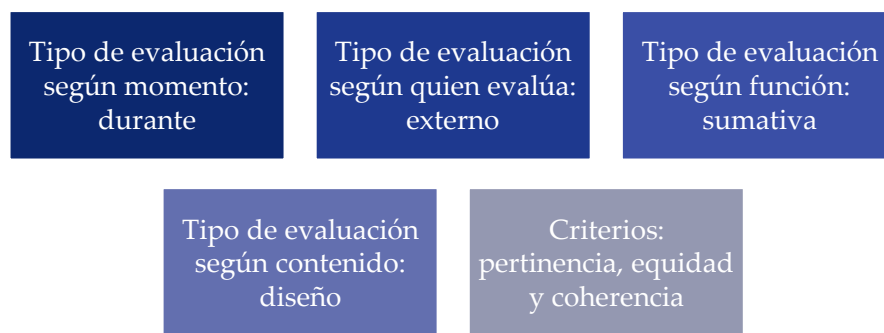 Tipo de evaluación
según momento:
durante
Tipo de evaluación
según quien evalúa:
externo
Tipo de evaluación
según función:
sumativa
Tipo de evaluación
según contenido:
diseño
Criterios:
pertinencia, equidad
y coherencia